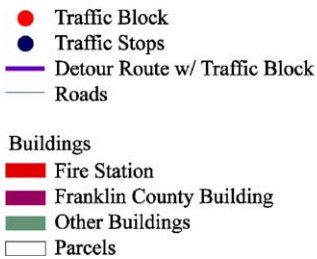 Traffic Block
Traffic Stops
Detour Route w/ Traffic Block
Roads
Buildings
Fire Station
Franklin County Building
Other Buildings
Parcels